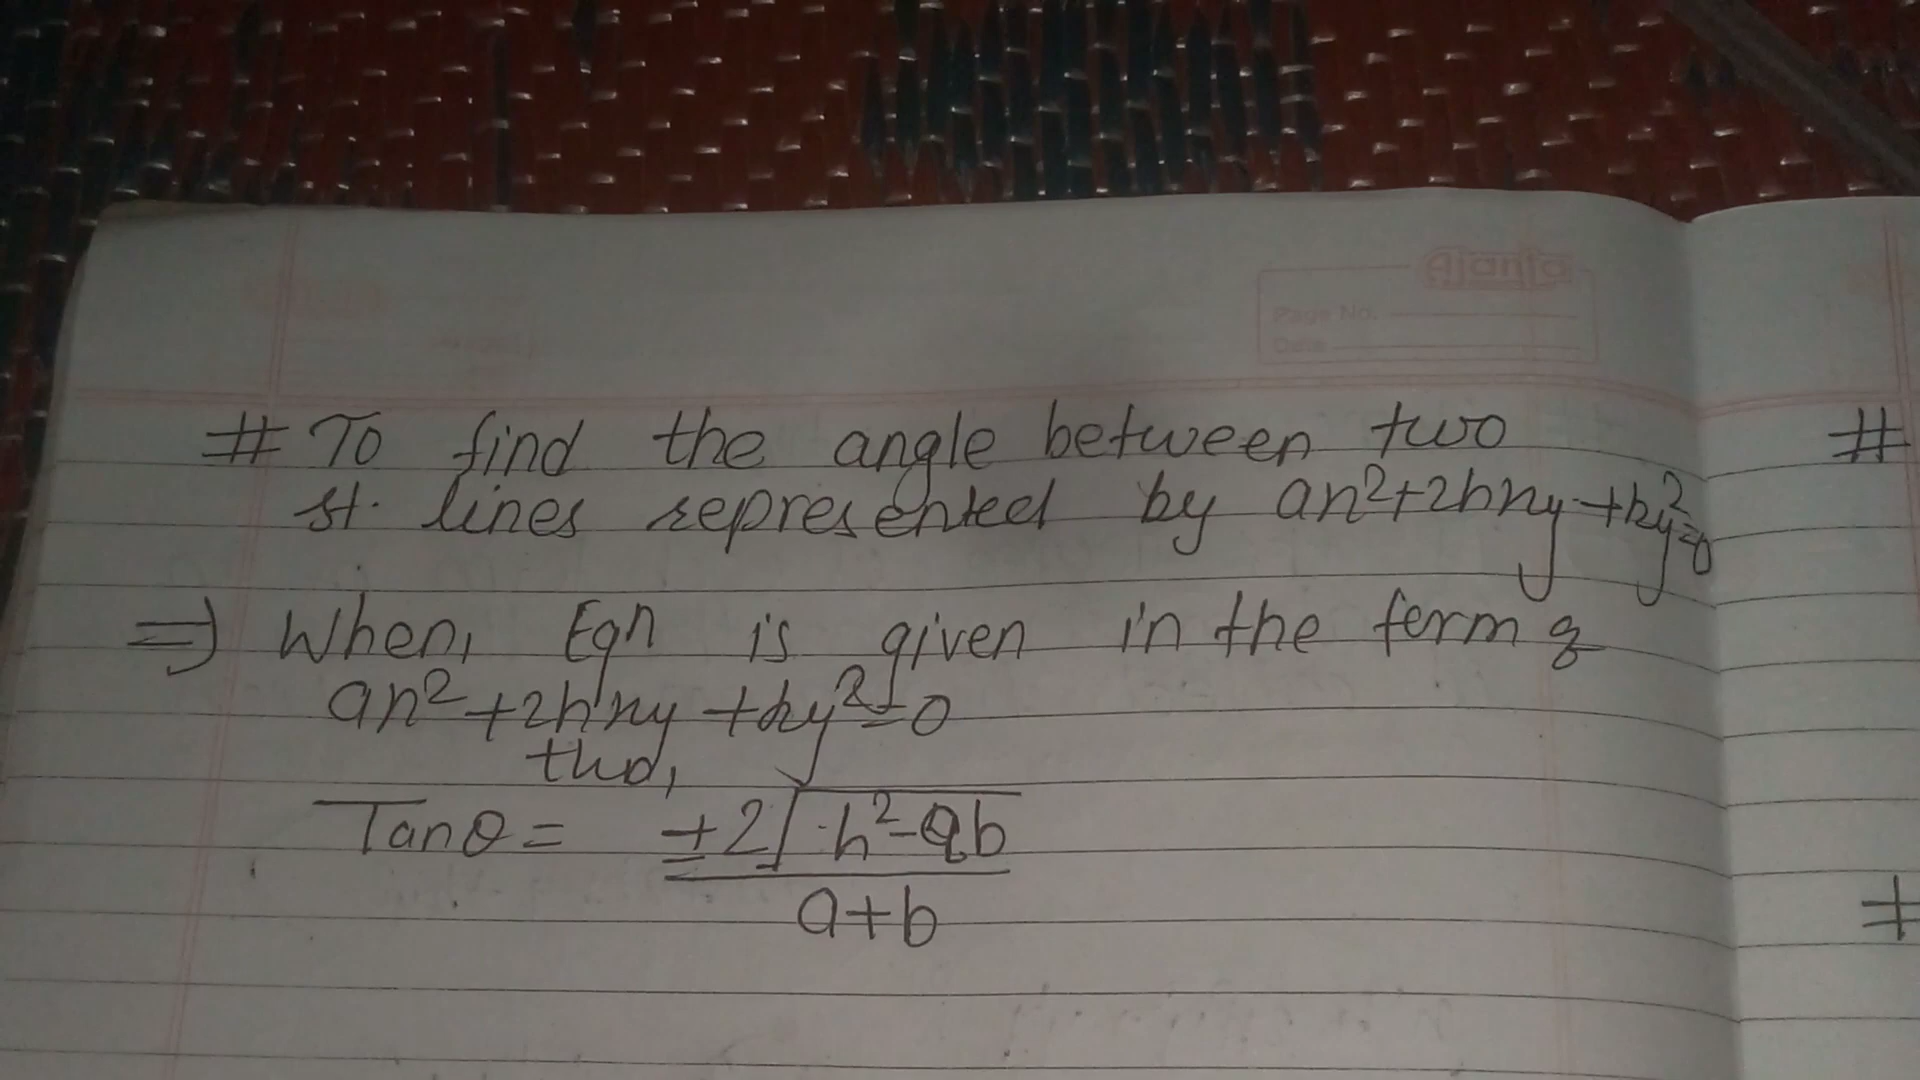 Ajanta
Page No.
Date
# To find the angle between two
st. lines represented by ax²+2hxy+by²=0
#
⇒ When, Eqn is given in the form of
ax²+2hxy+by²=0
then,
Tanθ = ±2√h²-ab
a+b
#